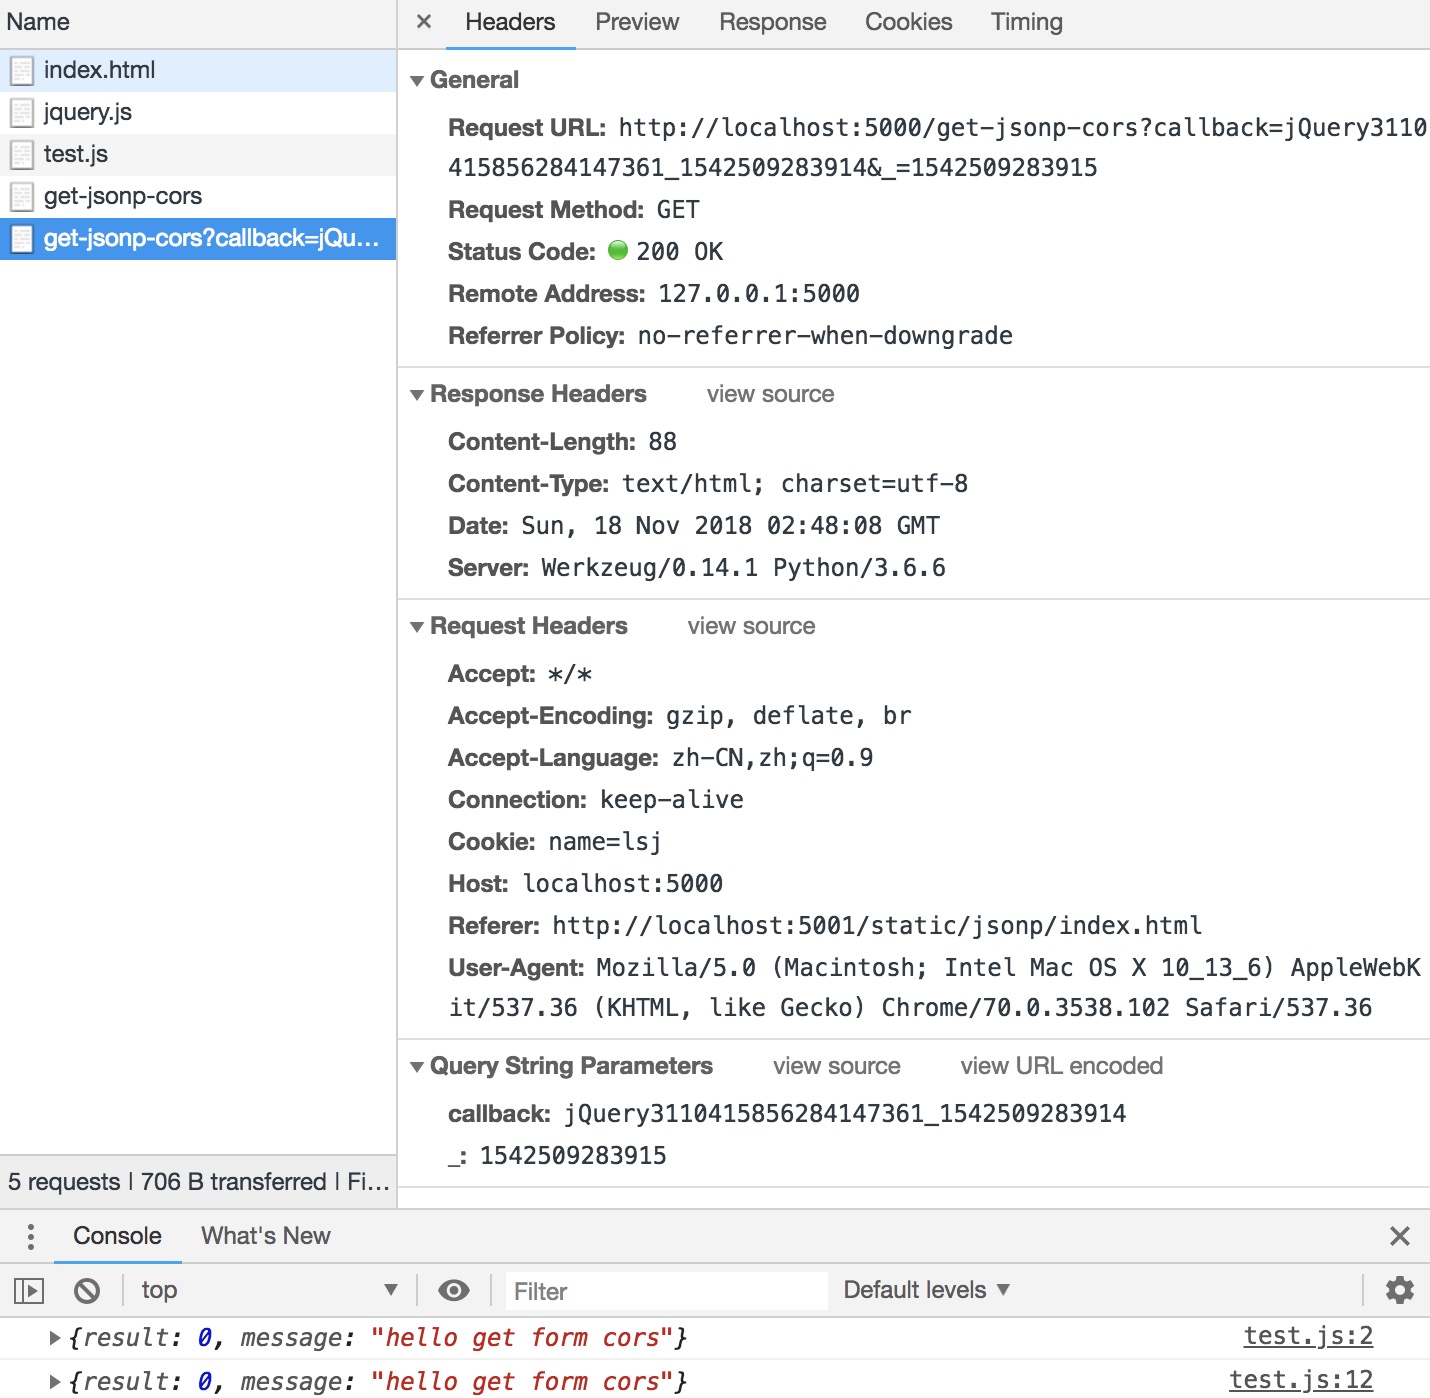 Name
index.html
jquery.js
test.js
get-jsonp-cors
get-jsonp-cors?callback=jQu...
5 requests | 706 B transferred | Fi...
× Headers Preview Response Cookies Timing
▼ General
Request URL: http://localhost:5000/get-jsonp-cors?callback=jQuery3110
415856284147361_1542509283914&_=1542509283915
Request Method: GET
Status Code: 200 OK
Remote Address: 127.0.0.1:5000
Referrer Policy: no-referrer-when-downgrade
▼ Response Headers view source
Content-Length: 88
Content-Type: text/html; charset=utf-8
Date: Sun, 18 Nov 2018 02:48:08 GMT
Server: Werkzeug/0.14.1 Python/3.6.6
▼ Request Headers view source
Accept: */*
Accept-Encoding: gzip, deflate, br
Accept-Language: zh-CN,zh;q=0.9
Connection: keep-alive
Cookie: name=lsj
Host: localhost:5000
Referer: http://localhost:5001/static/jsonp/index.html
User-Agent: Mozilla/5.0 (Macintosh; Intel Mac OS X 10_13_6) AppleWebK
it/537.36 (KHTML, like Gecko) Chrome/70.0.3538.102 Safari/537.36
▼ Query String Parameters view source view URL encoded
callback: jQuery3110415856284147361_1542509283914
_: 1542509283915
Console What's New
top Filter Default levels ▼
▶ {result: 0, message: "hello get form cors"} test.js:2
▶ {result: 0, message: "hello get form cors"} test.js:12